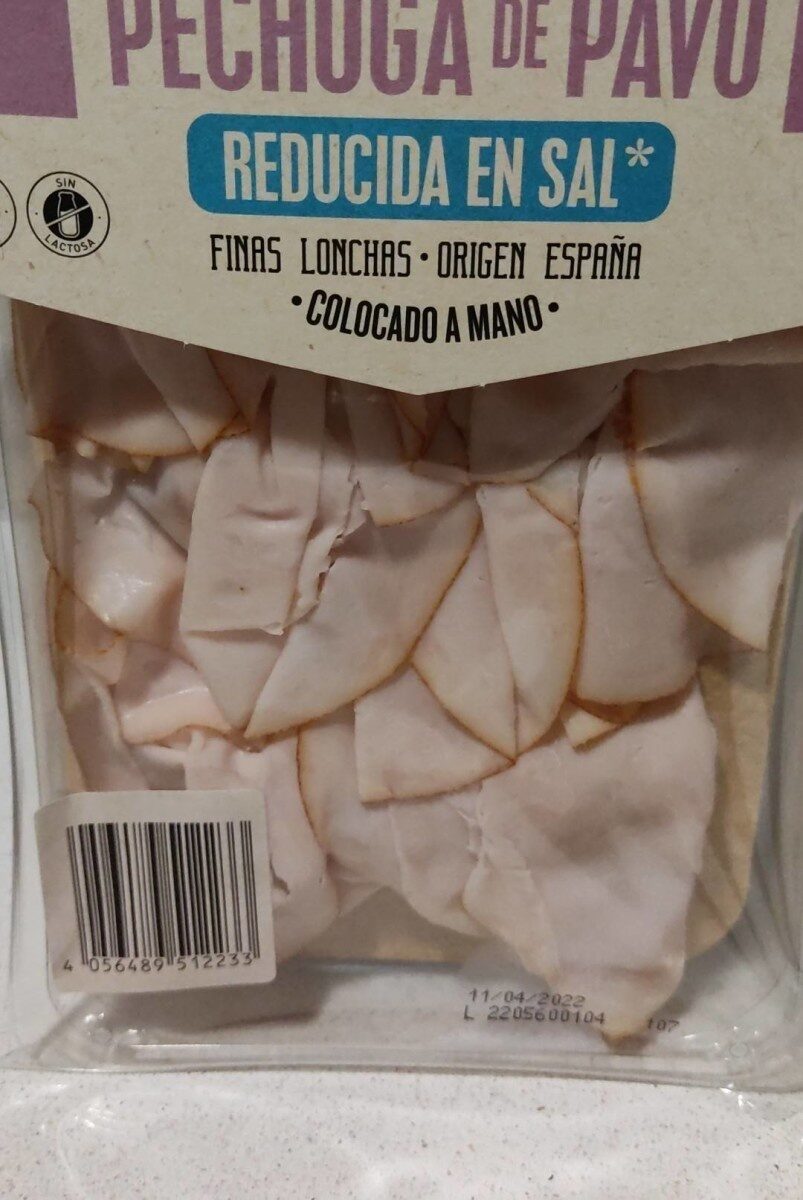 PECHUGA DE PAVO
REDUCIDA EN SAL*
SIN
LACTOSA
FINAS LONCHAS · ORIGEN ESPAÑA
• COLOCADO A MANO •
4 056489 512233
11/04/2022
L 2205600104 107